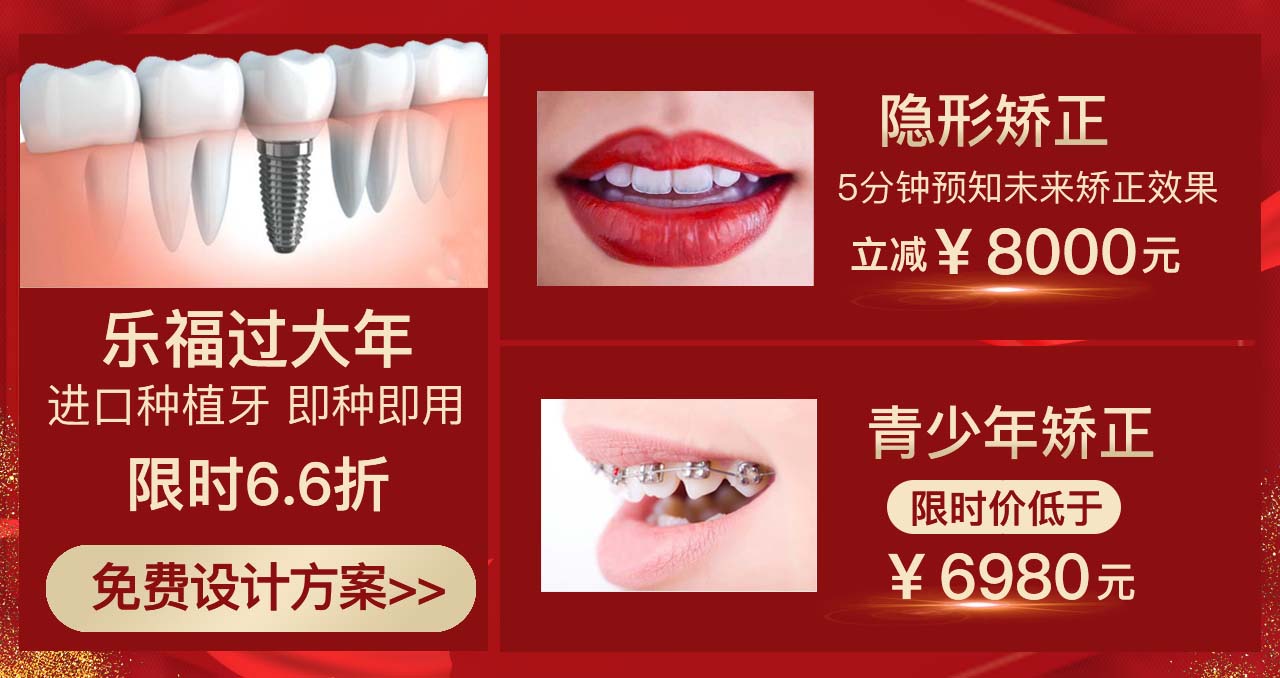 乐福过大年
进口种植牙 即种即用
限时6.6折
免费设计方案>>
隐形矫正
5分钟预知未来矫正效果
立减¥8000元
青少年矫正
限时价低于
¥6980元